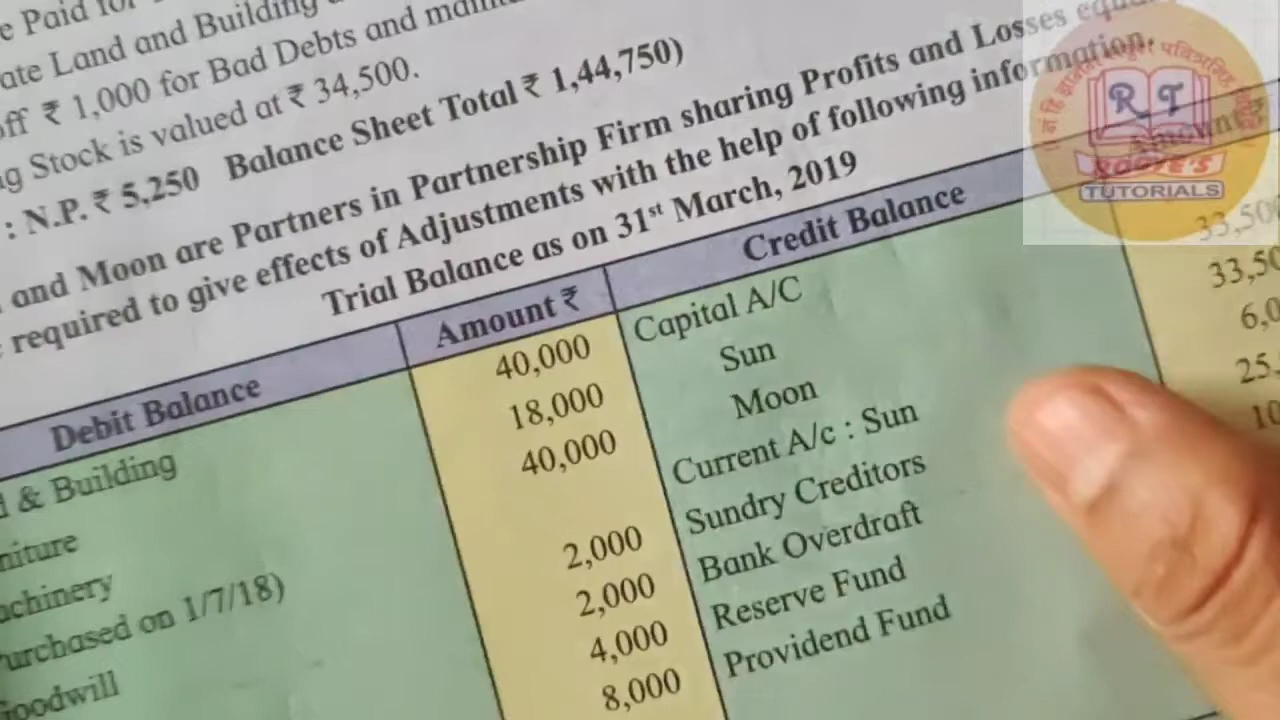 e Paid for
ate Land and Building
off ₹ 1,000 for Bad Debts and
g Stock is valued at ₹ 34,500.
: N.P. ₹ 5,250 Balance Sheet Total ₹ 1,44,750)
and Moon are Partners in Partnership Firm sharing Profits and Losses
required to give effects of Adjustments with the help of following information.
Trial Balance as on 31st March, 2019
Debit Balance Amount ₹ Credit Balance Amount ₹
& Building 40,000 Capital A/C
niture 18,000 Sun 33,50
achinery 40,000 Moon 33,50
urchased on 1/7/18) Current A/c : Sun 6,0
oodwill 2,000 Sundry Creditors 25,
2,000 Bank Overdraft 10
4,000 Reserve Fund
8,000 Providend Fund
RT
ROGYE'S
TUTORIALS